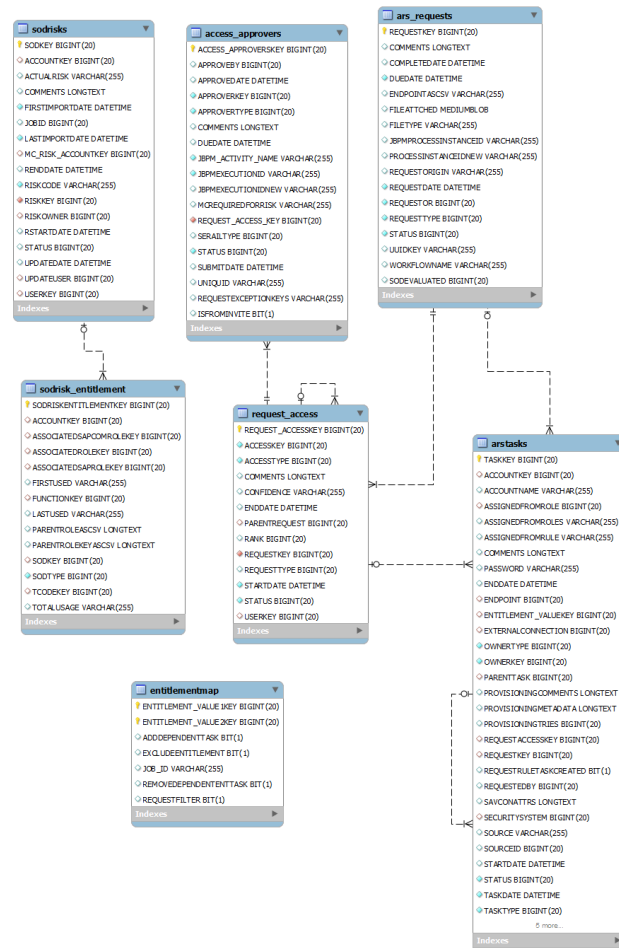 sodrisks
SODKEY BIGINT(20)
ACCOUNTKEY BIGINT(20)
ACTUALRISK VARCHAR(255)
COMMENTS LONGTEXT
FIRSTIMPORTDATE DATETIME
JOBID BIGINT(20)
LASTIMPORTDATE DATETIME
MC_RISK_ACCOUNTKEY BIGINT(20)
RENDDATE DATETIME
RISKCODE VARCHAR(255)
RISKKEY BIGINT(20)
RISKOWNER BIGINT(20)
RSTARTDATE DATETIME
STATUS BIGINT(20)
UPDATEDATE DATETIME
UPDATEUSER BIGINT(20)
USERKEY BIGINT(20)
Indexes
access_approvers
ACCESS_APPROVERSKEY BIGINT(20)
APPROVEBY BIGINT(20)
APPROVEDATE DATETIME
APPROVERKEY BIGINT(20)
APPROVERTYPE BIGINT(20)
COMMENTS LONGTEXT
DUEDATE DATETIME
JBPM_ACTIVITY_NAME VARCHAR(255)
JBPMEXECUTIONID VARCHAR(255)
JBPMEXECUTIONIDNEW VARCHAR(255)
MCREQUIREDFORRISK VARCHAR(255)
REQUEST_ACCESS_KEY BIGINT(20)
SERAILTYPE BIGINT(20)
STATUS BIGINT(20)
SUBMITDATE DATETIME
UNIQUID VARCHAR(255)
REQUESTEXCEPTIONKEYS VARCHAR(255)
ISFROMINVITE BIT(1)
Indexes
ars_requests
REQUESTKEY BIGINT(20)
COMMENTS LONGTEXT
COMPLETEDATE DATETIME
DUEDATE DATETIME
ENDPOINTASCSV VARCHAR(255)
FILEATTCHED MEDIUMBLOB
FILETYPE VARCHAR(255)
JBPMPROCESSINSTANCEID VARCHAR(255)
PROCESSINSTANCEIDNEW VARCHAR(255)
REQUESTORIGIN VARCHAR(255)
REQUESTDATE DATETIME
REQUESTOR BIGINT(20)
REQUESTTYPE BIGINT(20)
STATUS BIGINT(20)
UUIDKEY VARCHAR(255)
WORKFLOWNAME VARCHAR(255)
SODEVALUATED BIGINT(20)
Indexes
sodrisk_entitlement
SODRISKENTITLEMENTKEY BIGINT(20)
ACCOUNTKEY BIGINT(20)
ASSOCIATEDSAPCOMROLEKEY BIGINT(20)
ASSOCIATEDROLEKEY BIGINT(20)
ASSOCIATEDSAPROLEKEY BIGINT(20)
FIRSTUSED VARCHAR(255)
FUNCTIONKEY BIGINT(20)
LASTUSED VARCHAR(255)
PARENTROLEASCSV LONGTEXT
PARENTROLEKEYASCSV LONGTEXT
SODKEY BIGINT(20)
SODTYPE BIGINT(20)
TCODEKEY BIGINT(20)
TOTALUSAGE VARCHAR(255)
Indexes
request_access
REQUEST_ACCESSKEY BIGINT(20)
ACCESSKEY BIGINT(20)
ACCESSTYPE BIGINT(20)
COMMENTS LONGTEXT
CONFIDENCE VARCHAR(255)
ENDDATE DATETIME
PARENTREQUEST BIGINT(20)
RANK BIGINT(20)
REQUESTKEY BIGINT(20)
REQUESTTYPE BIGINT(20)
STARTDATE DATETIME
STATUS BIGINT(20)
USERKEY BIGINT(20)
Indexes
arstasks
TASKKEY BIGINT(20)
ACCOUNTKEY BIGINT(20)
ACCOUNTNAME VARCHAR(255)
ASSIGNEDFROMROLE BIGINT(20)
ASSIGNEDFROMROLES VARCHAR(255)
ASSIGNEDFROMRULE VARCHAR(255)
COMMENTS LONGTEXT
PASSWORD VARCHAR(255)
ENDDATE DATETIME
ENDPOINT BIGINT(20)
ENTITLEMENT_VALUEKEY BIGINT(20)
EXTERNALCONNECTION BIGINT(20)
OWNERTYPE BIGINT(20)
OWNERKEY BIGINT(20)
PARENTTASK BIGINT(20)
PROVISIONINGCOMMENTS LONGTEXT
PROVISIONINGMETADATA LONGTEXT
PROVISIONINGTRIES BIGINT(20)
REQUESTACCESSKEY BIGINT(20)
REQUESTKEY BIGINT(20)
REQUESTRULETASKCREATED BIT(1)
REQUESTEDBY BIGINT(20)
SAVCONATTRS LONGTEXT
SECURITYSYSTEM BIGINT(20)
SOURCE VARCHAR(255)
SOURCEID BIGINT(20)
STARTDATE DATETIME
STATUS BIGINT(20)
TASKDATE DATETIME
TASKTYPE BIGINT(20)
5 more...
Indexes
entitlementmap
ENTITLEMENT_VALUE1KEY BIGINT(20)
ENTITLEMENT_VALUE2KEY BIGINT(20)
ADDDEPENDENTTASK BIT(1)
EXCLUDEENTITLEMENT BIT(1)
JOB_ID VARCHAR(255)
REMOVEDEPENDENTENTTASK BIT(1)
REQUESTFILTER BIT(1)
Indexes